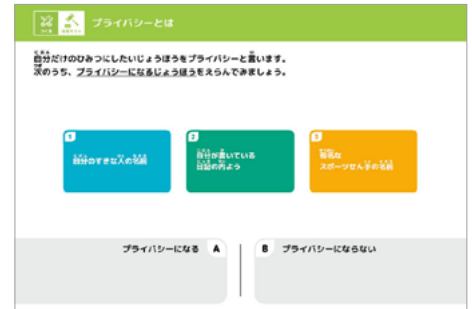 プライバシーとは
自分だけのひみつにしたいじょうほうをプライバシーと言います。
次のうち、プライバシーになるじょうほうをえらんでみましょう。
1
自分のすきな人の名前
2
自分が書いている
日記の内よう
3
有名な
スポーツせん手の名前
プライバシーになる A
B プライバシーにならない